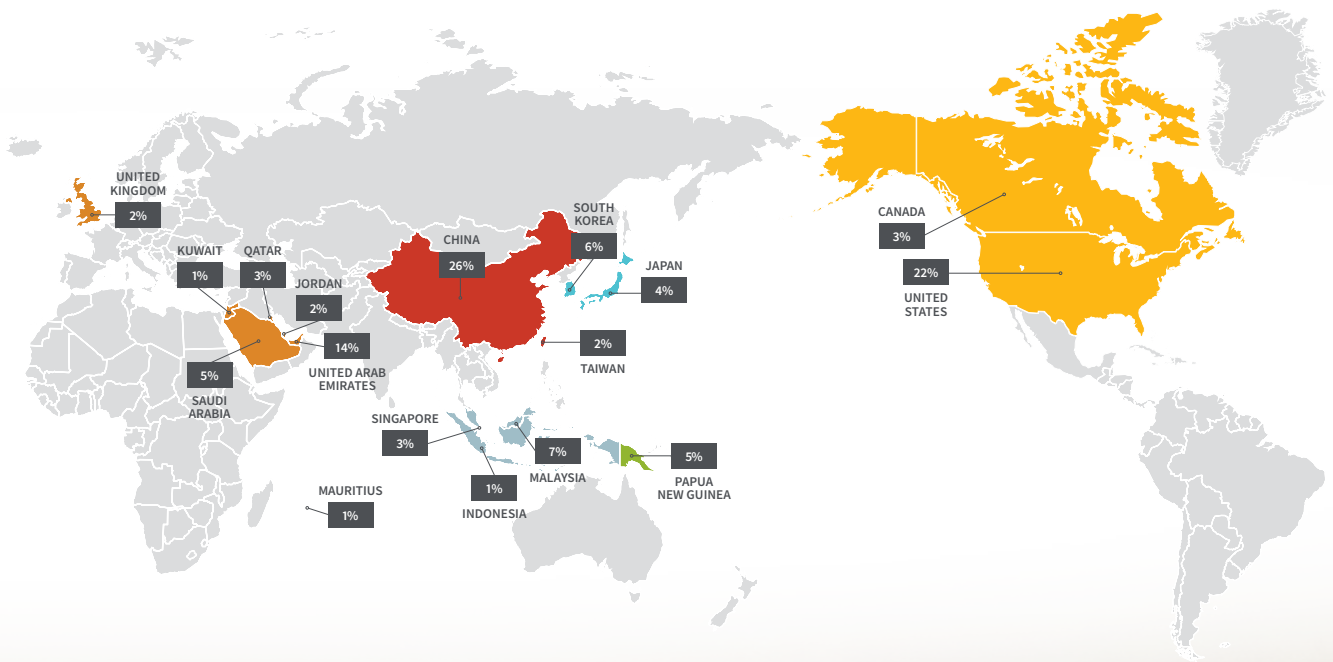 UNITED
KINGDOM
2%
KUWAIT
1%
QATAR
3%
JORDAN
2%
14%
UNITED ARAB
EMIRATES
5%
SAUDI
ARABIA
CHINA
26%
SOUTH
KOREA
6%
JAPAN
4%
2%
TAIWAN
SINGAPORE
3%
7%
MALAYSIA
1%
INDONESIA
5%
PAPUA
NEW GUINEA
MAURITIUS
1%
CANADA
3%
22%
UNITED
STATES